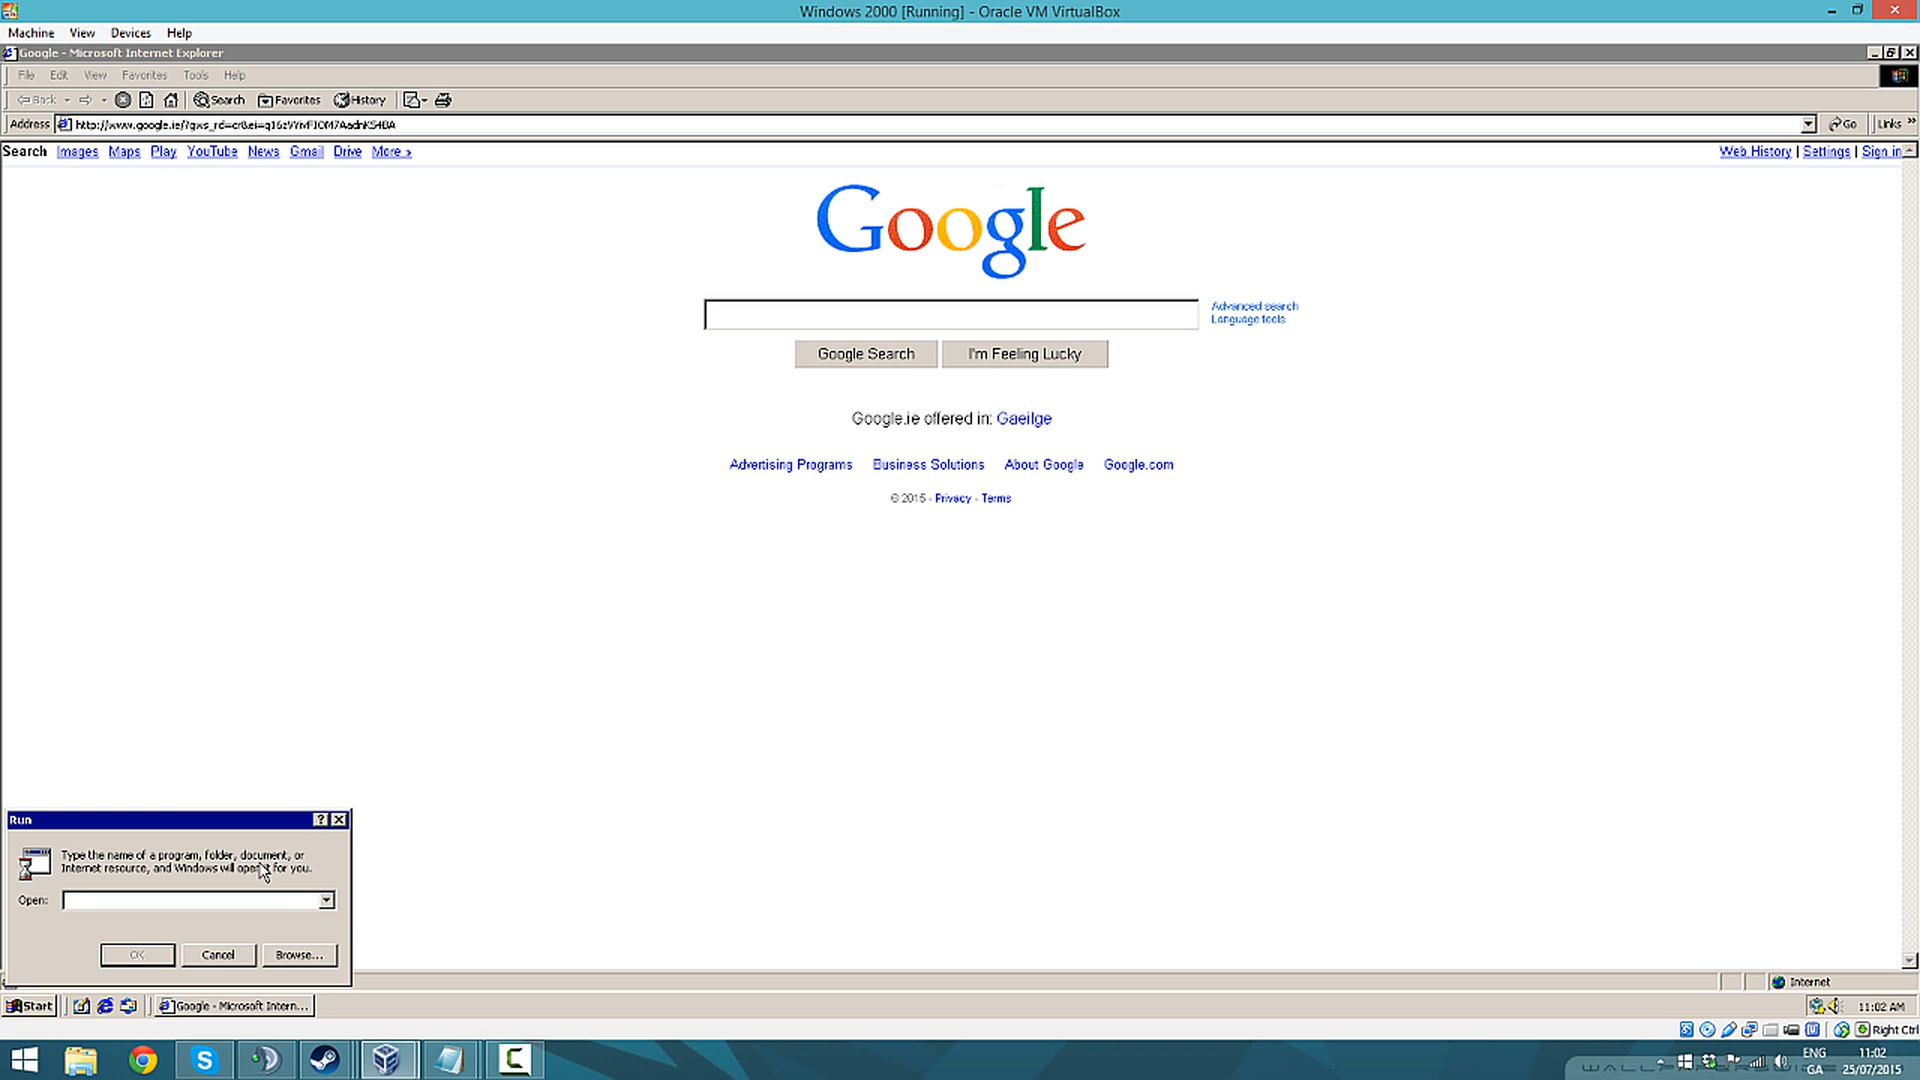 Windows 2000 [Running] - Oracle VM VirtualBox
Machine View Devices Help
Google - Microsoft Internet Explorer
File Edit View Favorites Tools Help
Back Search Favorites History
Address Go Links »
Search Images Maps Play YouTube News Gmail Drive More »
Web History | Settings | Sign in
Google
Advanced search
Language tools
Google Search I'm Feeling Lucky
Google.ie offered in: Gaeilge
Advertising Programs Business Solutions About Google Google.com
© 2015 - Privacy - Terms
Run
Type the name of a program, folder, document, or
Internet resource, and Windows will open it for you.
Open:
OK Cancel Browse...
Internet
Start Google - Microsoft Intern... 11:02 AM
Right Ctrl
ENG 11:02
GA 25/07/2015